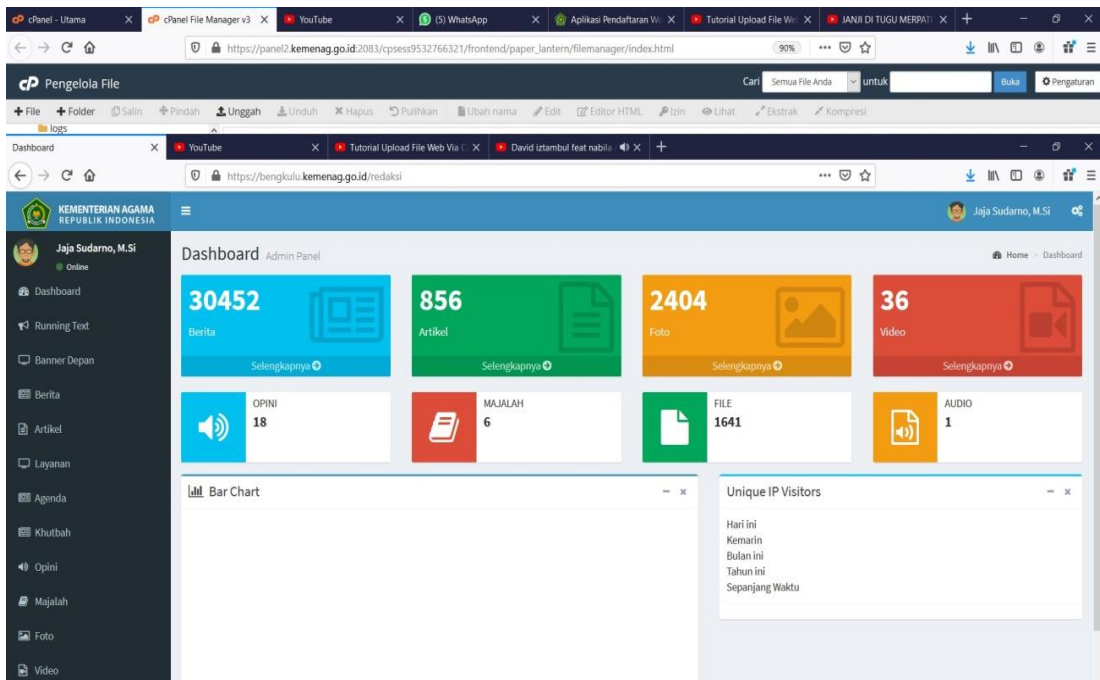 cPanel - Utama
cPanel File Manager v3
YouTube
(5) WhatsApp
Aplikasi Pendaftaran
Tutorial Upload File We
JANJI DI TUGU MERPATI
https://panel2.kemenag.go.id:2083/cpsess9532766321/frontend/paper_lantern/filemanager/index.html
90%
cP Pengelola File
Cari Semua File Anda untuk Buka Pengaturan
File Folder Salin Pindah Unggah Unduh Hapus Pulihkan Ubah nama Edit Editor HTML Izin Lihat Ekstrak Kompresi
logs
Dashboard
YouTube
Tutorial Upload File Web Via
David iztambul feat nabila
https://bengkulu.kemenag.go.id/redaksi
KEMENTERIAN AGAMA
REPUBLIK INDONESIA
Jaja Sudarno, M.Si
Jaja Sudarno, M.Si
Online
Dashboard Admin Panel
Home > Dashboard
Dashboard
Running Text
Banner Depan
Berita
Artikel
Layanan
Agenda
Khutbah
Opini
Majalah
Foto
Video
30452
Berita
Selengkapnya
856
Artikel
Selengkapnya
2404
Foto
Selengkapnya
36
Video
Selengkapnya
OPINI
18
MAJALAH
6
FILE
1641
AUDIO
1
Bar Chart
Unique IP Visitors
Hari ini
Kemarin
Bulan ini
Tahun ini
Sepanjang Waktu